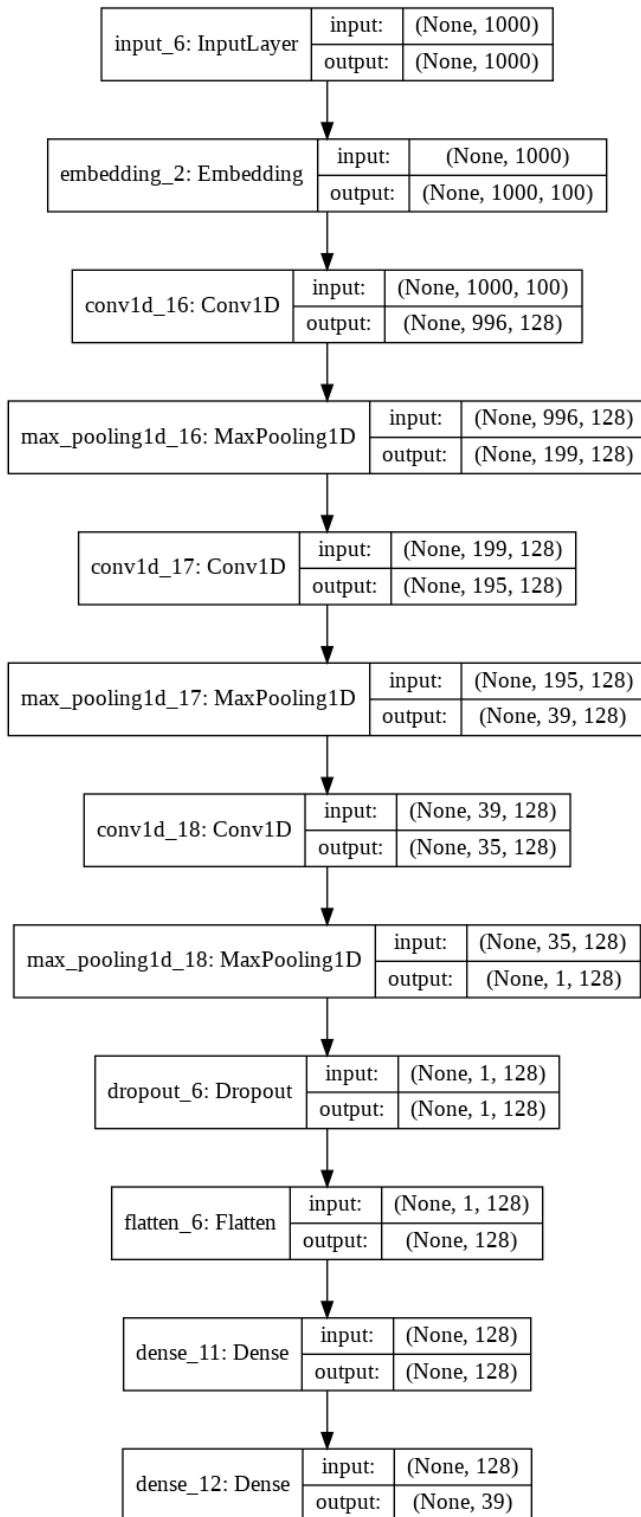 input_6: InputLayer
input: (None, 1000)
output: (None, 1000)
embedding_2: Embedding
input: (None, 1000)
output: (None, 1000, 100)
conv1d_16: Conv1D
input: (None, 1000, 100)
output: (None, 996, 128)
max_pooling1d_16: MaxPooling1D
input: (None, 996, 128)
output: (None, 199, 128)
conv1d_17: Conv1D
input: (None, 199, 128)
output: (None, 195, 128)
max_pooling1d_17: MaxPooling1D
input: (None, 195, 128)
output: (None, 39, 128)
conv1d_18: Conv1D
input: (None, 39, 128)
output: (None, 35, 128)
max_pooling1d_18: MaxPooling1D
input: (None, 35, 128)
output: (None, 1, 128)
dropout_6: Dropout
input: (None, 1, 128)
output: (None, 1, 128)
flatten_6: Flatten
input: (None, 1, 128)
output: (None, 128)
dense_11: Dense
input: (None, 128)
output: (None, 128)
dense_12: Dense
input: (None, 128)
output: (None, 39)